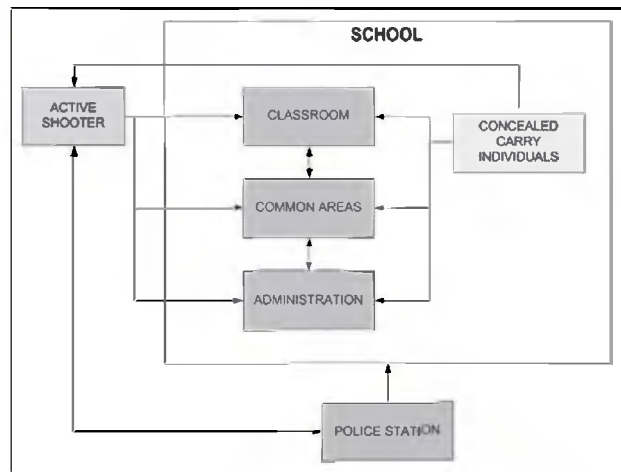 SCHOOL
ACTIVE
SHOOTER
CLASSROOM
CONCEALED
CARRY
INDIVIDUALS
COMMON AREAS
ADMINISTRATION
POLICE STATION